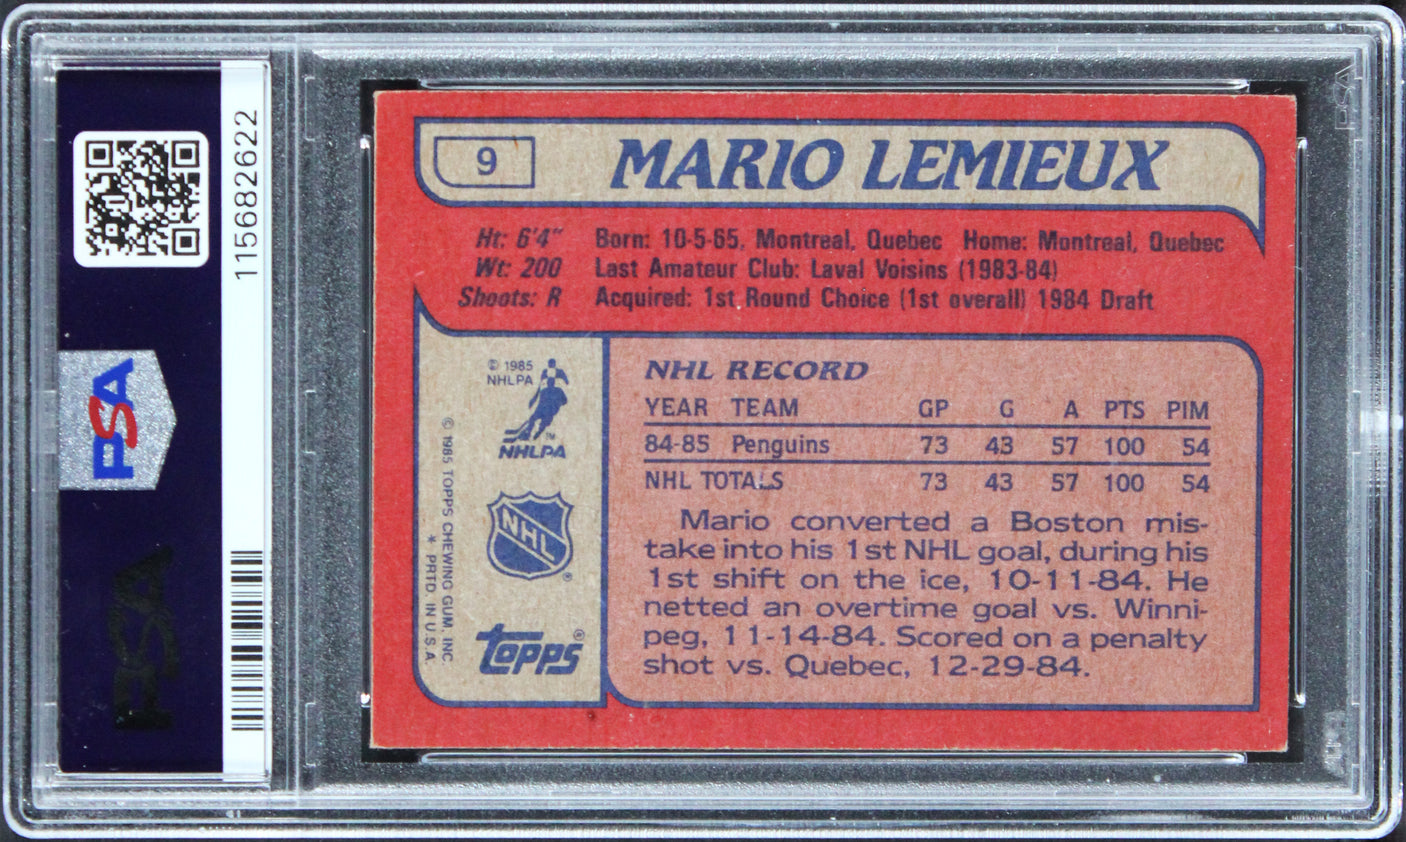 115682622
PSA
PSA
PSA
9
MARIO LEMIEUX
Ht: 6'4" Born: 10-5-65, Montreal, Quebec Home: Montreal, Quebec
Wt: 200 Last Amateur Club: Laval Voisins (1983-84)
Shoots: R Acquired: 1st Round Choice (1st overall) 1984 Draft
© 1985
NHLPA
TM
NHLPA
NHL ®
topps ®
© 1985 TOPPS CHEWING GUM, INC
* PRTD. IN U.S.A.
NHL RECORD
YEAR TEAM GP G A PTS PIM
84-85 Penguins 73 43 57 100 54
NHL TOTALS 73 43 57 100 54
Mario converted a Boston mis-
take into his 1st NHL goal, during his
1st shift on the ice, 10-11-84. He
netted an overtime goal vs. Winni-
peg, 11-14-84. Scored on a penalty
shot vs. Quebec, 12-29-84.